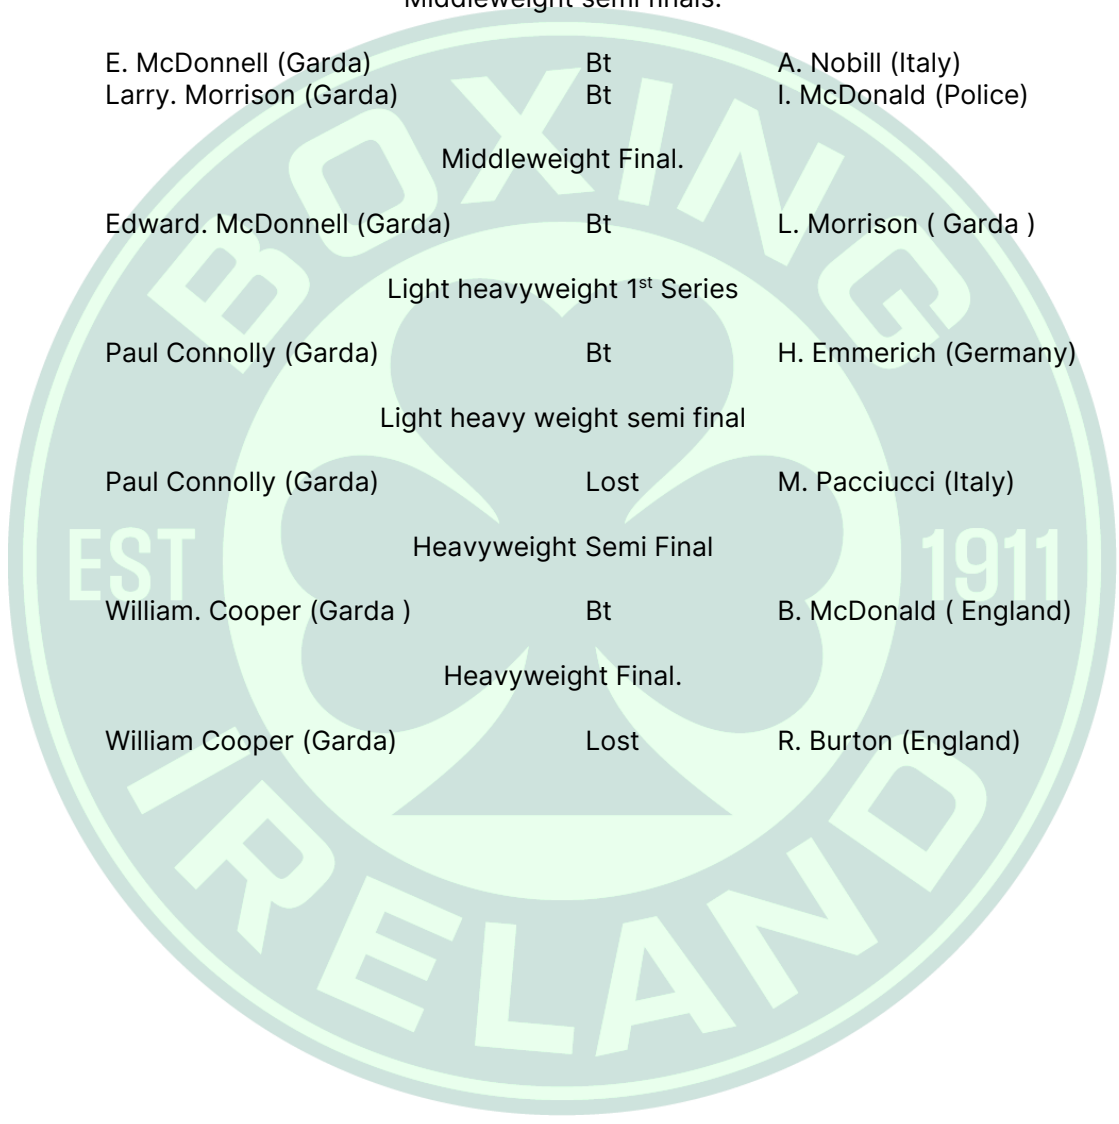 Middleweight semi finals.
E. McDonnell (Garda) Bt A. Nobill (Italy)
Larry. Morrison (Garda) Bt I. McDonald (Police)
Middleweight Final.
Edward. McDonnell (Garda) Bt L. Morrison ( Garda )
Light heavyweight 1st Series
Paul Connolly (Garda) Bt H. Emmerich (Germany)
Light heavy weight semi final
Paul Connolly (Garda) Lost M. Pacciucci (Italy)
Heavyweight Semi Final
William. Cooper (Garda ) Bt B. McDonald ( England)
Heavyweight Final.
William Cooper (Garda) Lost R. Burton (England)
BOXING
EST 1911
IRELAND